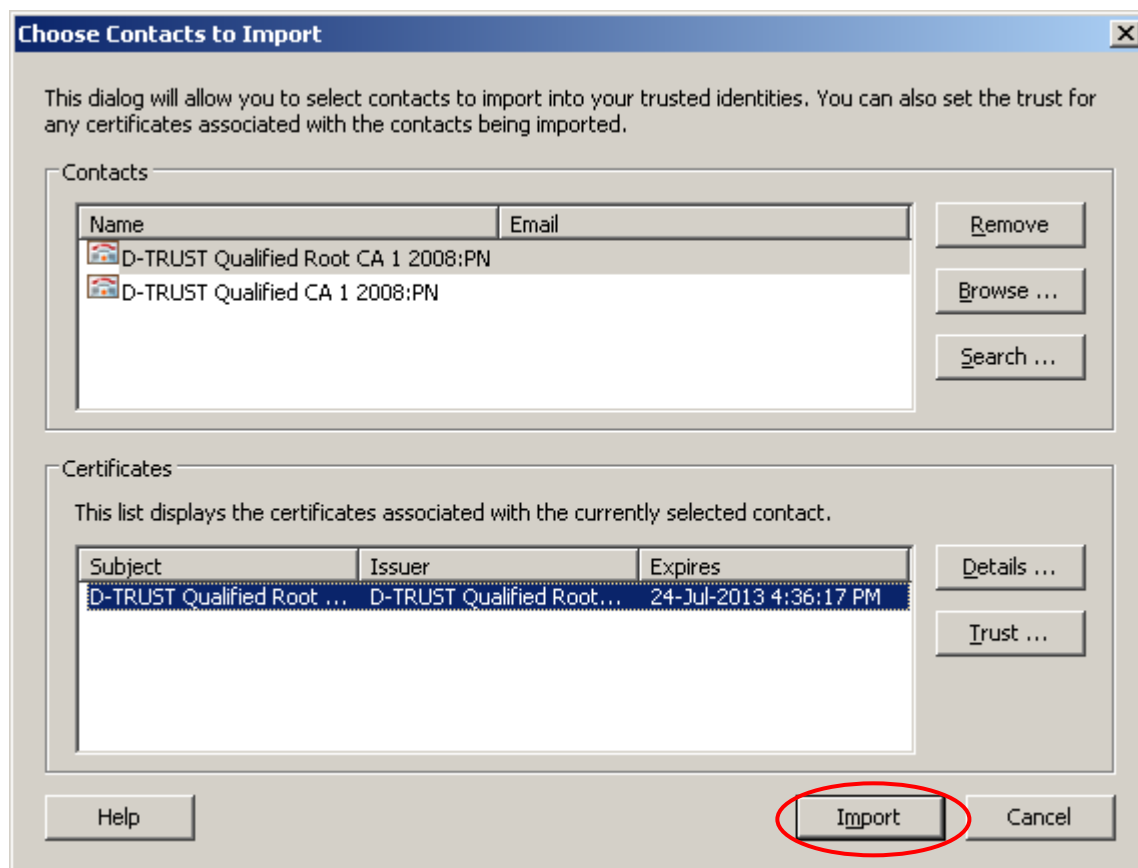 Choose Contacts to Import
This dialog will allow you to select contacts to import into your trusted identities. You can also set the trust for
any certificates associated with the contacts being imported.
Contacts
Name Email
D-TRUST Qualified Root CA 1 2008:PN
D-TRUST Qualified CA 1 2008:PN
Remove
Browse ...
Search ...
Certificates
This list displays the certificates associated with the currently selected contact.
Subject Issuer Expires
D-TRUST Qualified Root ... D-TRUST Qualified Root... 24-Jul-2013 4:36:17 PM
Details ...
Trust ...
Help Import Cancel